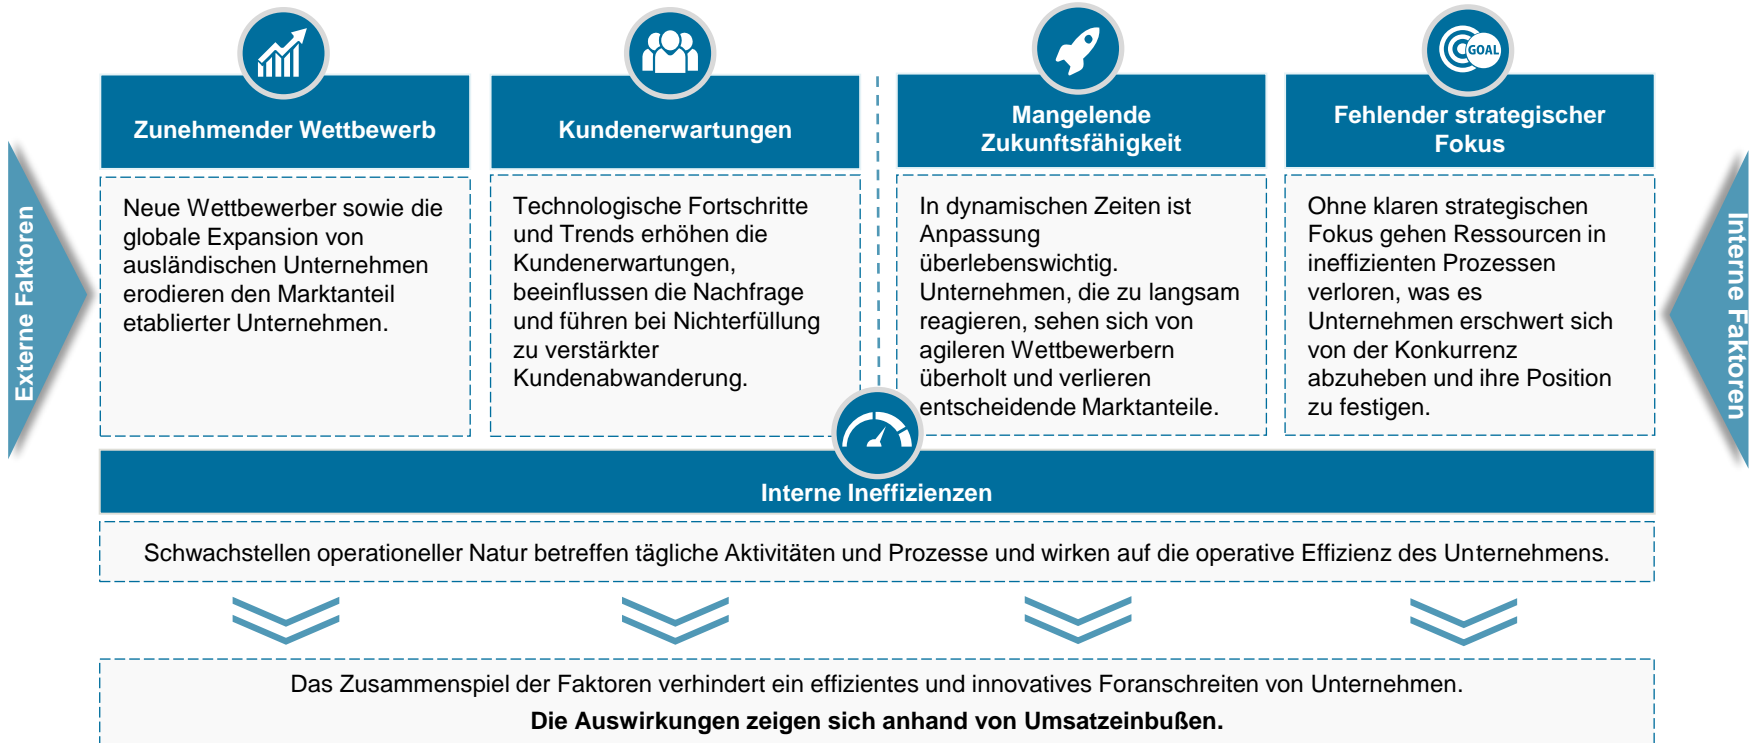 GOAL
Zunehmender Wettbewerb
Kundenerwartungen
Mangelende
Zukunftsfähigkeit
Fehlender strategischer
Fokus
Externe Faktoren
Neue Wettbewerber sowie die
globale Expansion von
ausländischen Unternehmen
erodieren den Marktanteil
etablierter Unternehmen.
Technologische Fortschritte
und Trends erhöhen die
Kundenerwartungen,
beeinflussen die Nachfrage
und führen bei Nichterfüllung
zu verstärkter
Kundenabwanderung.
In dynamischen Zeiten ist
Anpassung
überlebenswichtig.
Unternehmen, die zu langsam
reagieren, sehen sich von
agileren Wettbewerbern
überholt und verlieren
entscheidende Marktanteile.
Ohne klaren strategischen
Fokus gehen Ressourcen in
ineffizienten Prozessen
verloren, was es
Unternehmen erschwert sich
von der Konkurrenz
abzuheben und ihre Position
zu festigen.
Interne Faktoren
Interne Ineffizienzen
Schwachstellen operationeller Natur betreffen tägliche Aktivitäten und Prozesse und wirken auf die operative Effizienz des Unternehmens.
Das Zusammenspiel der Faktoren verhindert ein effizientes und innovatives Foranschreiten von Unternehmen.
Die Auswirkungen zeigen sich anhand von Umsatzeinbußen.